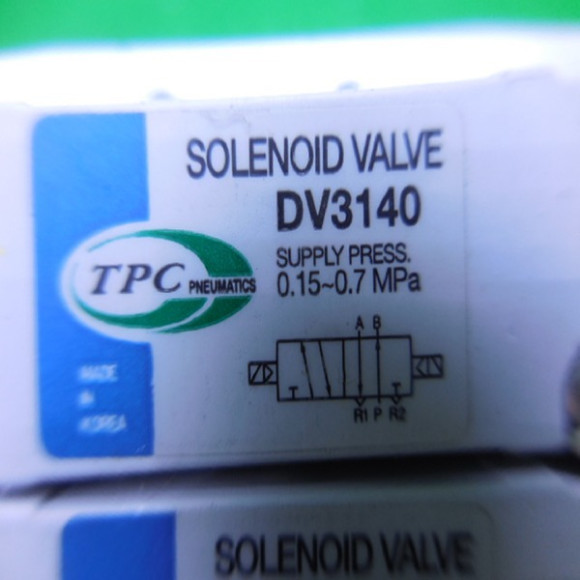 SOLENOID VALVE
DV3140
SUPPLY PRESS.
0.15~0.7 MPa
TPC PNEUMATICS
A B
R1 P R2
MADE
IN
KOREA
SOLENOID VALVE